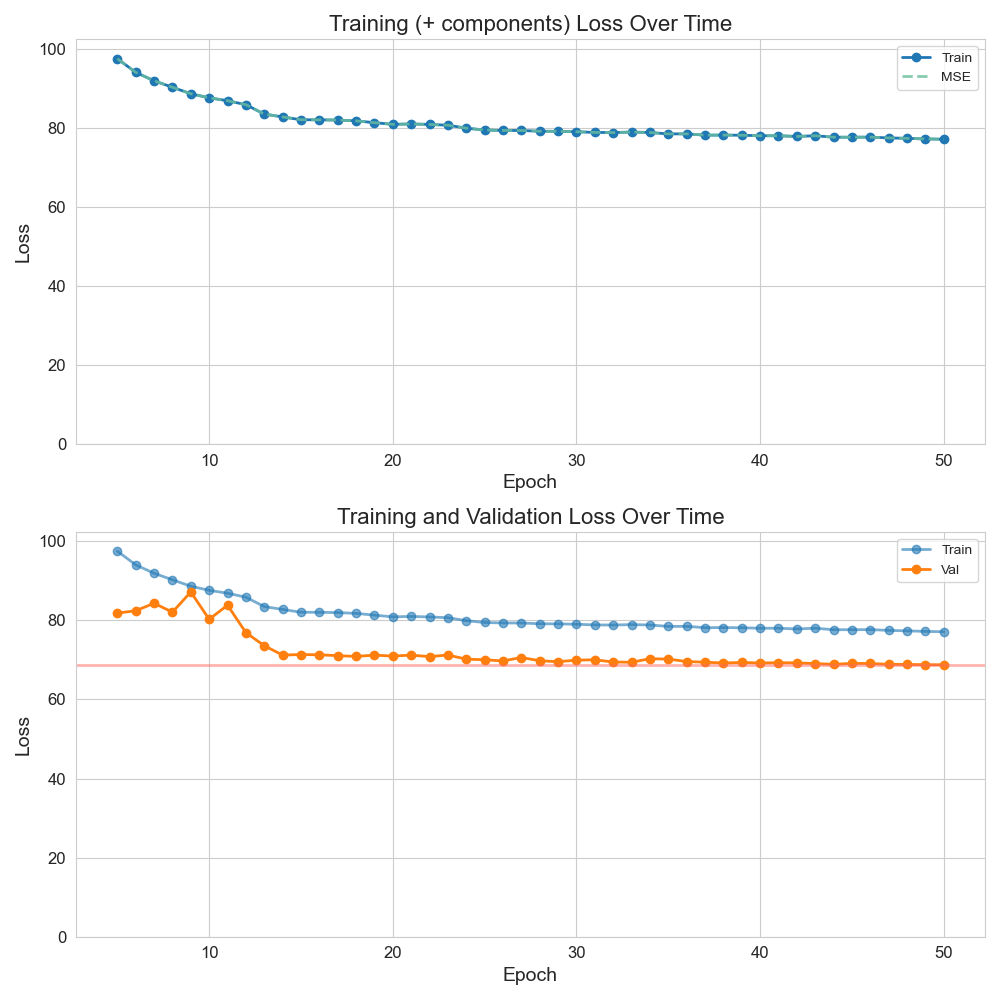 Training (+ components) Loss Over Time
100
80
60
40
20
0
Loss
Train
MSE
10 20 30 40 50
Epoch
Training and Validation Loss Over Time
100
80
60
40
20
0
Loss
Train
Val
10 20 30 40 50
Epoch